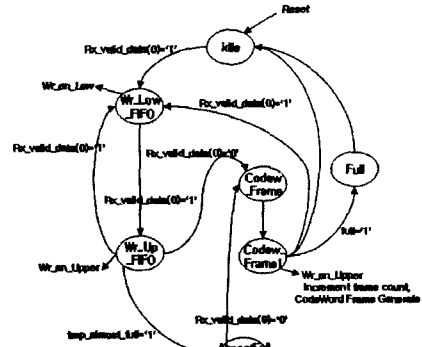 Reset
idle
Rx_valid_data(0)='1'
Wr_en_Low
Wr_Low
_FIFO
Rx_valid_data(0)='1'
Rx_valid_data(0)='1'
Rx_valid_data(0)='0'
Full
Codew
_Frame
Rx_valid_data(0)='1'
full='1'
Wr_Up
_FIFO
Codew_
Frame1
Wr_en_Upper
Wr_en_Upper
Increment frame count,
CodeWord Frame Generate
Rx_valid_data(0)='0'
tmp_almost_full='1'